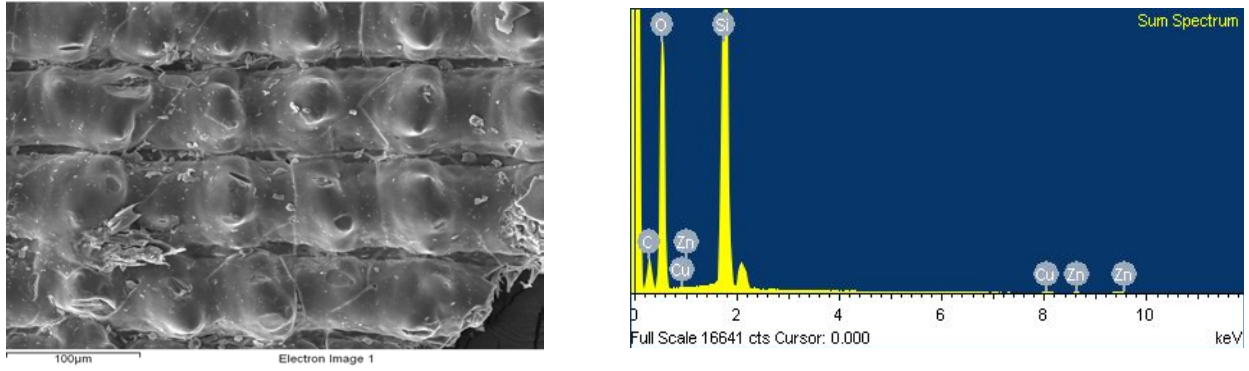 100µm
Electron Image 1
Sum Spectrum
O
Si
C
Zn
Cu
Cu
Zn
Zn
0 2 4 6 8 10
Full Scale 16641 cts Cursor: 0.000 keV